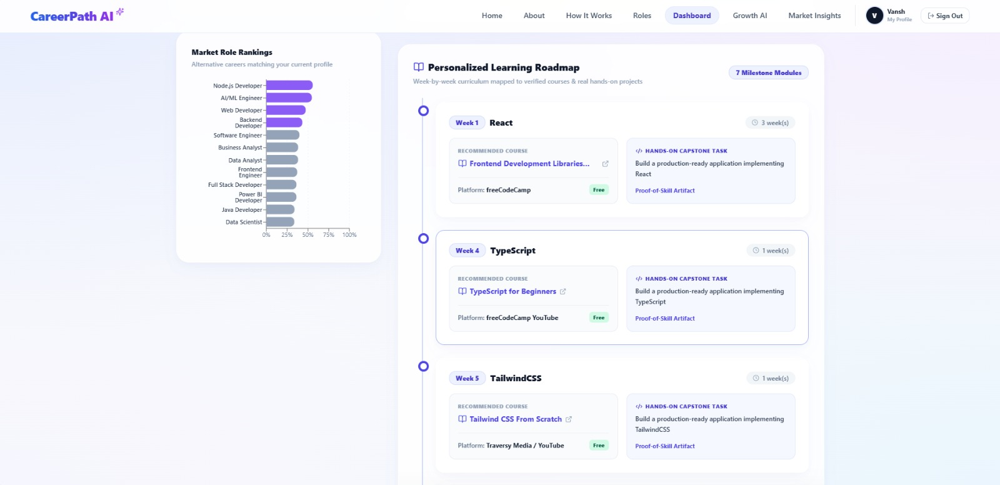 CareerPath AI
Home
About
How It Works
Roles
Dashboard
Growth AI
Market Insights
V
Vansh
My Profile
Sign Out
Market Role Rankings
Alternative careers matching your current profile
Node.js Developer
AI/ML Engineer
Web Developer
Backend
Developer
Software Engineer
Business Analyst
Data Analyst
Frontend
Engineer
Full Stack Developer
Power BI
Developer
Java Developer
Data Scientist
0% 25% 50% 75% 100%
Personalized Learning Roadmap
Week-by-week curriculum mapped to verified courses & real hands-on projects
7 Milestone Modules
Week 1 React
3 week(s)
RECOMMENDED COURSE
Frontend Development Libraries...
Platform: freeCodeCamp
Free
</> HANDS-ON CAPSTONE TASK
Build a production-ready application implementing
React
Proof-of-Skill Artifact
Week 4 TypeScript
1 week(s)
RECOMMENDED COURSE
TypeScript for Beginners
Platform: freeCodeCamp YouTube
Free
</> HANDS-ON CAPSTONE TASK
Build a production-ready application implementing
TypeScript
Proof-of-Skill Artifact
Week 5 TailwindCSS
1 week(s)
RECOMMENDED COURSE
Tailwind CSS From Scratch
Platform: Traversy Media / YouTube
Free
</> HANDS-ON CAPSTONE TASK
Build a production-ready application implementing
TailwindCSS
Proof-of-Skill Artifact